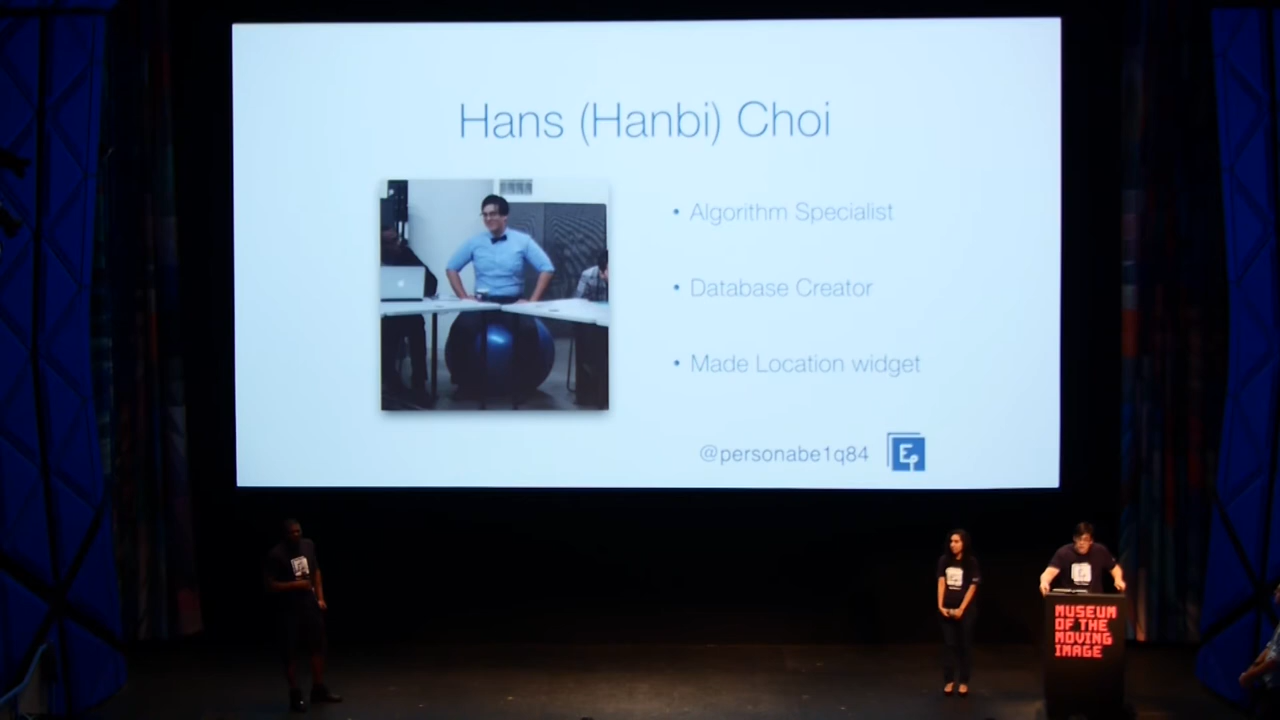 Hans (Hanbi) Choi
• Algorithm Specialist
• Database Creator
• Made Location widget
@personabe1q84
E
MUSEUM
OF THE
MOVING
IMAGE